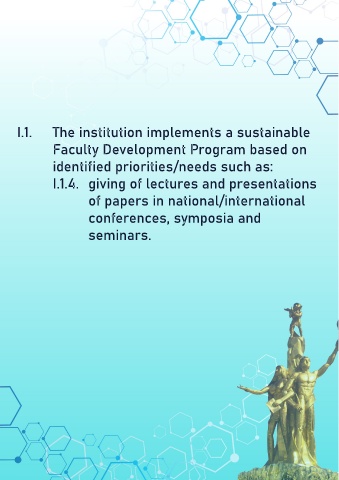 I.1. The institution implements a sustainable
Faculty Development Program based on
identified priorities/needs such as:
I.1.4. giving of lectures and presentations
of papers in national/international
conferences, symposia and
seminars.